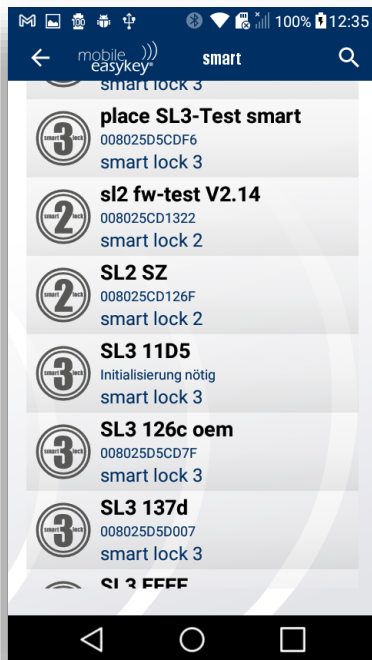 100% 12:35
mobile easykey® smart
smart lock 3
place SL3-Test smart
008025D5CDF6
smart lock 3
sl2 fw-test V2.14
008025CD1322
smart lock 2
SL2 SZ
008025CD126F
smart lock 2
SL3 11D5
Initialisierung nötig
smart lock 3
SL3 126c oem
008025D5CD7F
smart lock 3
SL3 137d
008025D5D007
smart lock 3
SL3 FFFF